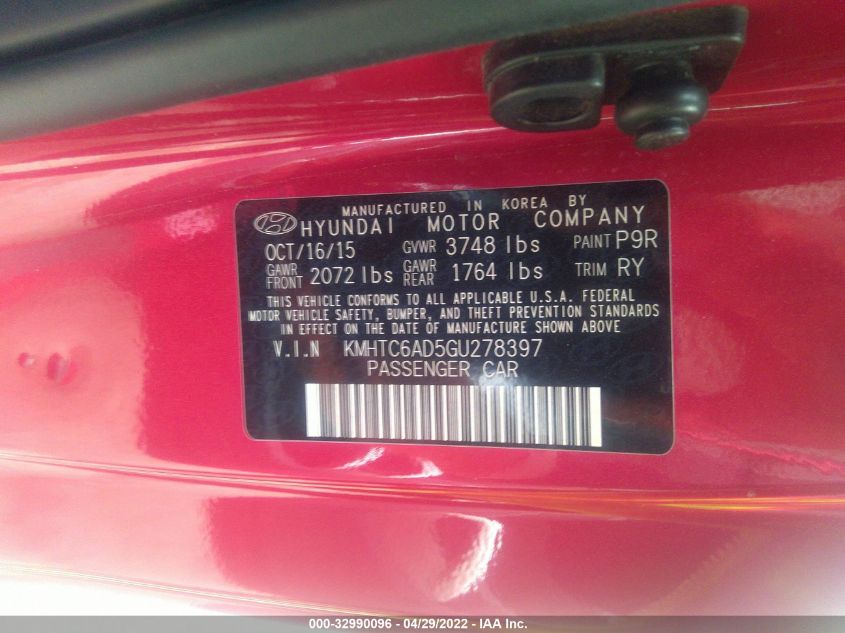 MANUFACTURED IN KOREA BY
HYUNDAI MOTOR COMPANY
OCT/16/15 GVWR 3748 lbs PAINT P9R
GAWR FRONT 2072 lbs GAWR REAR 1764 lbs TRIM RY
THIS VEHICLE CONFORMS TO ALL APPLICABLE U.S.A. FEDERAL
MOTOR VEHICLE SAFETY, BUMPER, AND THEFT PREVENTION STANDARDS
IN EFFECT ON THE DATE OF MANUFACTURE SHOWN ABOVE
V.I.N KMHTC6AD5GU278397
PASSENGER CAR
000-32990096 - 04/29/2022 - IAA Inc.